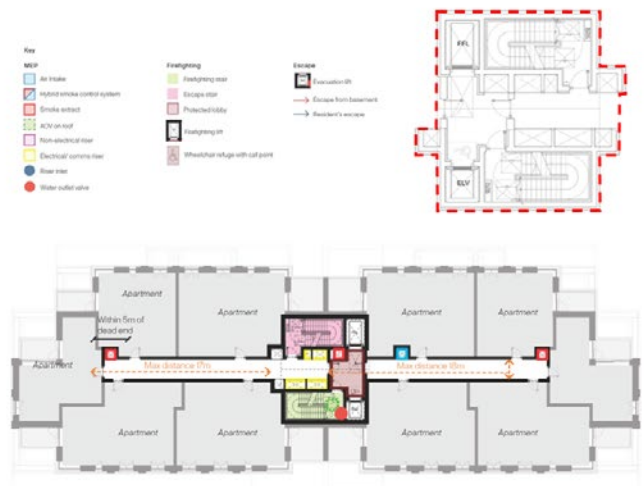 Key
MEP
Air intake
Hybrid smoke control system
Smoke extract
AOV on roof
Non-electrical riser
Electrical/ comms riser
Riser inlet
Water outlet valve
Firefighting
Firefighting stair
Escape stair
Protected lobby
Firefighting lift
Wheelchair refuge with call point
Escape
Evacuation lift
Escape from basement
Resident's escape
FFL
ELV
Apartment
Apartment
Apartment
Apartment
Within 5m of
dead end
Apartment
Max distance 17m
Max distance 18m
Apartment
Apartment
Apartment
Apartment